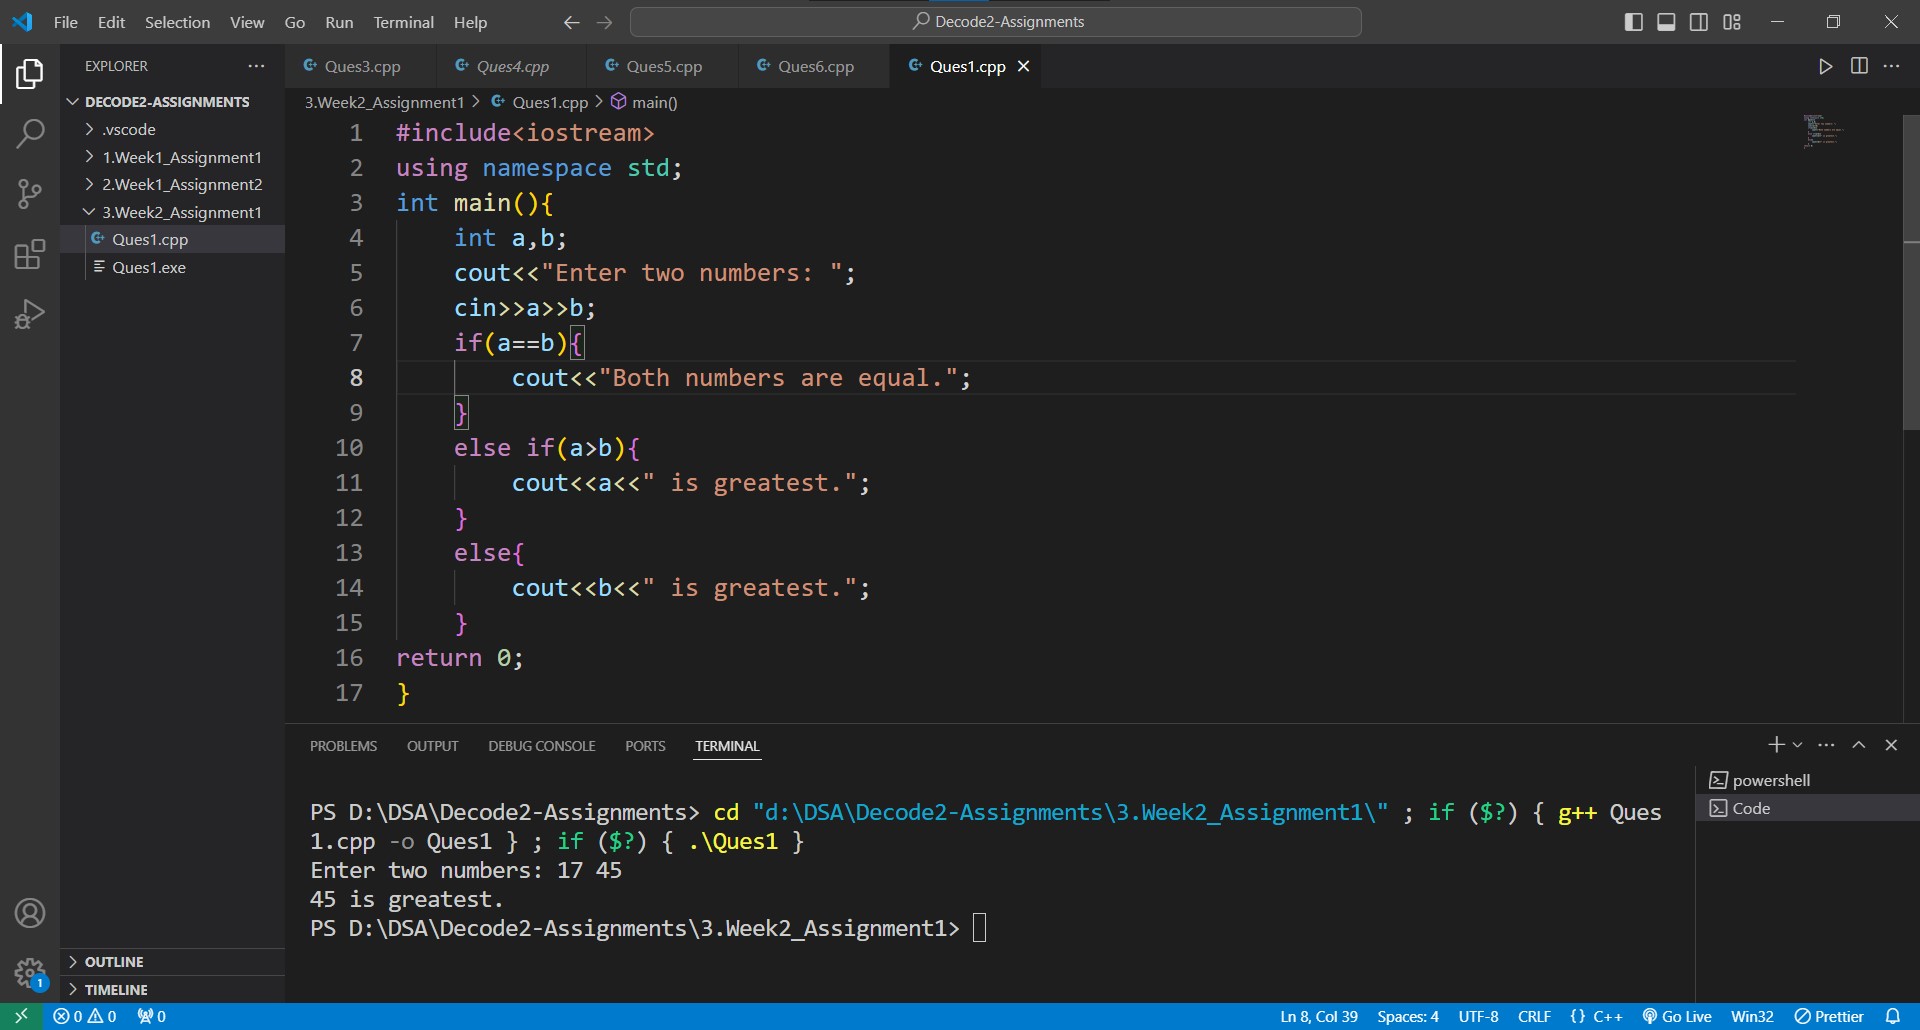 File Edit Selection View Go Run Terminal Help
Decode2-Assignments
EXPLORER
DECODE2-ASSIGNMENTS
.vscode
1.Week1_Assignment1
2.Week1_Assignment2
3.Week2_Assignment1
Ques1.cpp
Ques1.exe
OUTLINE
TIMELINE
Ques3.cpp Ques4.cpp Ques5.cpp Ques6.cpp Ques1.cpp
3.Week2_Assignment1 > Ques1.cpp > main()
1 #include<iostream>
2 using namespace std;
3 int main(){
4 int a,b;
5 cout<<"Enter two numbers: ";
6 cin>>a>>b;
7 if(a==b){
8 cout<<"Both numbers are equal.";
9 }
10 else if(a>b){
11 cout<<a<<" is greatest.";
12 }
13 else{
14 cout<<b<<" is greatest.";
15 }
16 return 0;
17 }
PROBLEMS OUTPUT DEBUG CONSOLE PORTS TERMINAL
PS D:\DSA\Decode2-Assignments> cd "d:\DSA\Decode2-Assignments\3.Week2_Assignment1\" ; if ($?) { g++ Ques
1.cpp -o Ques1 } ; if ($?) { .\Ques1 }
Enter two numbers: 17 45
45 is greatest.
PS D:\DSA\Decode2-Assignments\3.Week2_Assignment1>
powershell
Code
1
0 0 0 Ln 8, Col 39 Spaces: 4 UTF-8 CRLF {} C++ Go Live Win32 Prettier